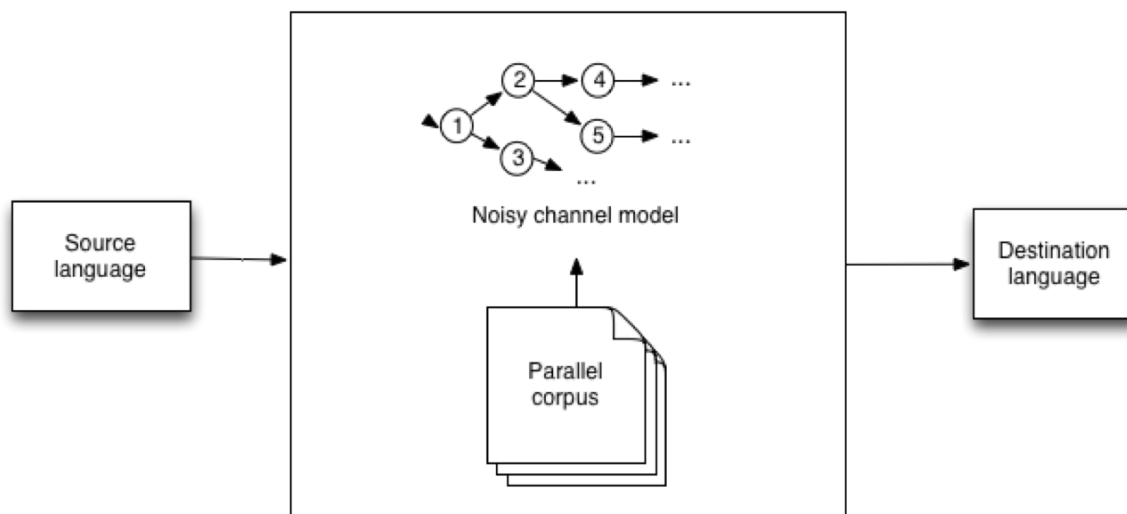 2
4
...
1
5
...
3
...
Noisy channel model
Source
language
Destination
language
Parallel
corpus